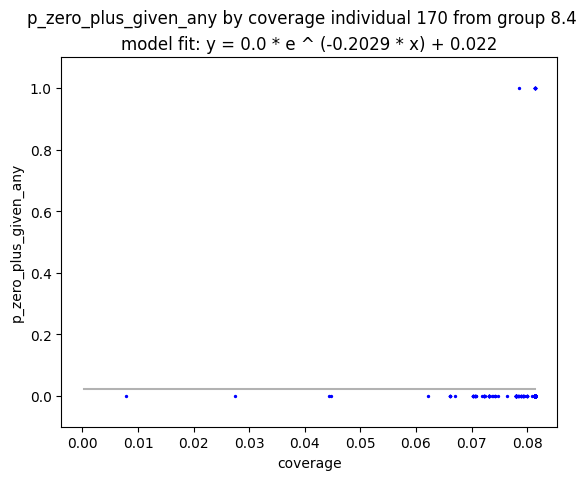 p_zero_plus_given_any by coverage individual 170 from group 8.4
model fit: y = 0.0 * e ^ (-0.2029 * x) + 0.022
1.0
0.8
0.6
0.4
0.2
0.0
p_zero_plus_given_any
0.00 0.01 0.02 0.03 0.04 0.05 0.06 0.07 0.08
coverage